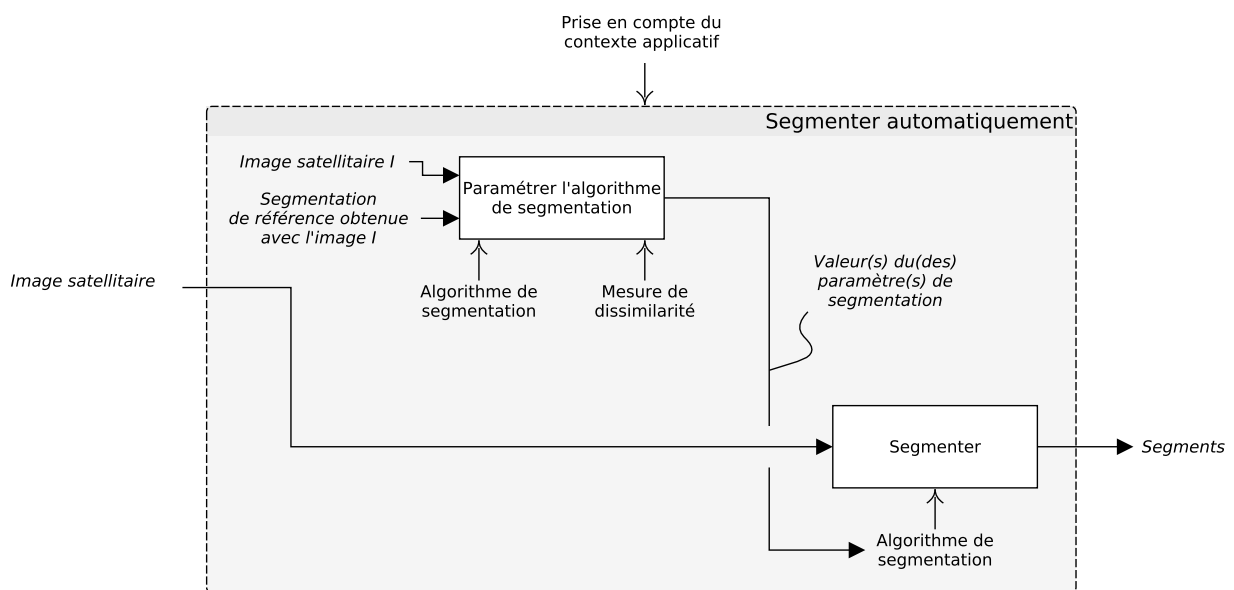 Prise en compte du
contexte applicatif
Segmenter automatiquement
Image satellitaire I
Segmentation
de référence obtenue
avec l'image I
Paramétrer l'algorithme
de segmentation
Algorithme de
segmentation
Mesure de
dissimilarité
Valeur(s) du(des)
paramètre(s) de
segmentation
Image satellitaire
Segmenter
Segments
Algorithme de
segmentation